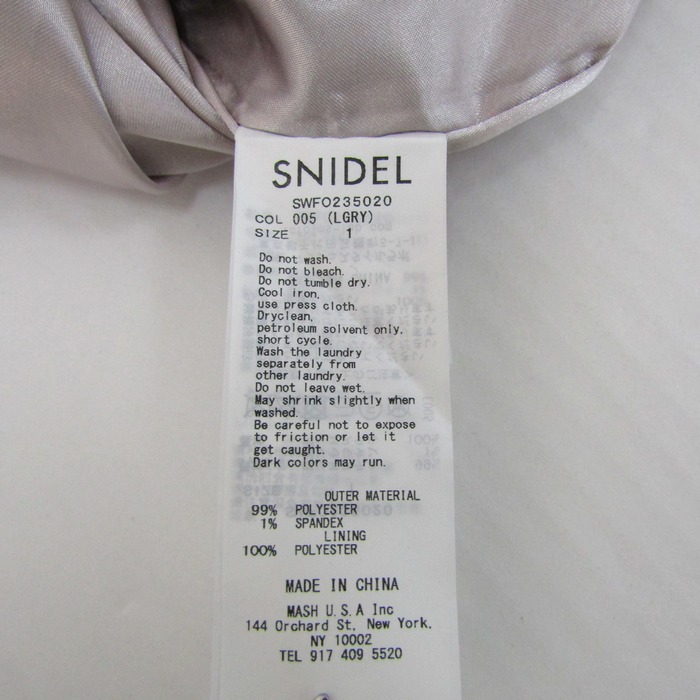 SNIDEL
SWFO235020
COL 005 (LGRY)
SIZE 1
Do not wash.
Do not bleach.
Do not tumble dry.
Cool iron,
use press cloth.
Dryclean,
petroleum solvent only,
short cycle.
Wash the laundry
separately from
other laundry.
Do not leave wet.
May shrink slightly when
washed.
Be careful not to expose
to friction or let it
get caught.
Dark colors may run.
OUTER MATERIAL
99% POLYESTER
1% SPANDEX
LINING
100% POLYESTER
MADE IN CHINA
MASH U.S.A Inc
144 Orchard St, New York,
NY 10002
TEL 917 409 5520